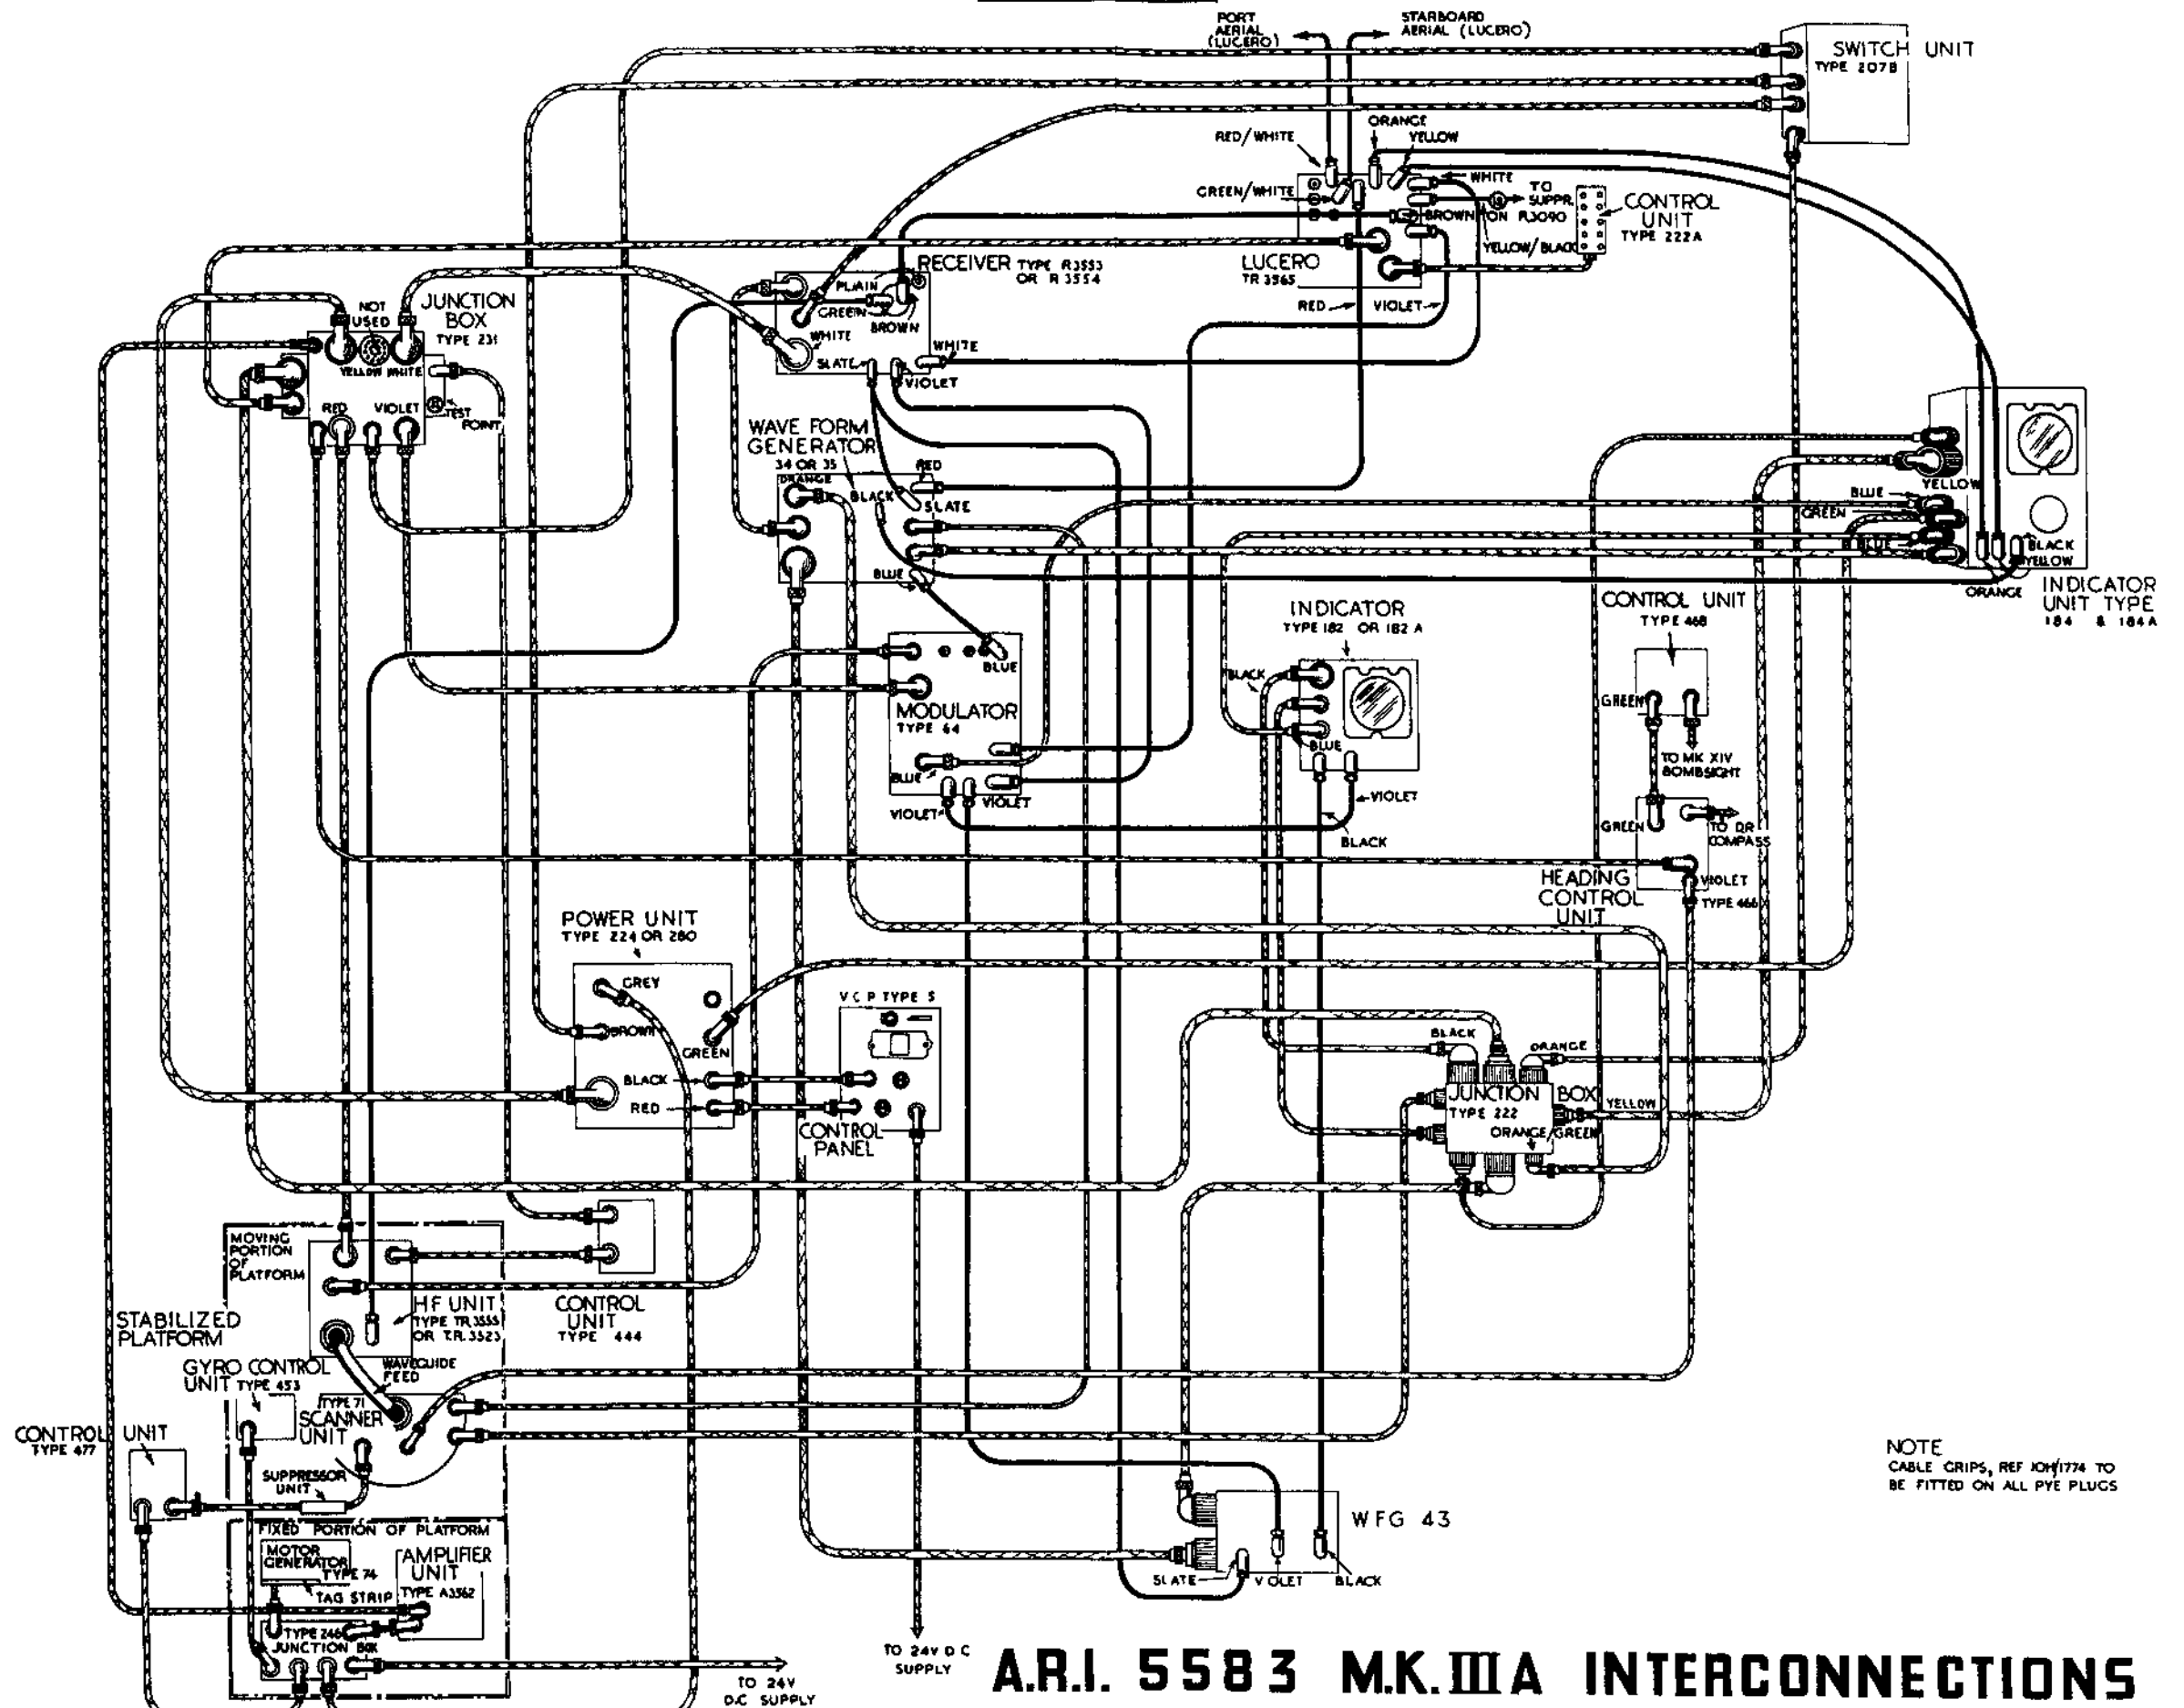 PORT
AERIAL
(LUCERO)
STARBOARD
AERIAL (LUCERO)
SWITCH UNIT
TYPE 207B
RED/WHITE
ORANGE
YELLOW
GREEN/WHITE
WHITE
TO
SUPPR.
ON R3090
BROWN
YELLOW/BLACK
CONTROL
UNIT
TYPE 222A
LUCERO
TR 3565
RED
VIOLET
RECEIVER TYPE R3553
OR R 3554
PLAIN
GREEN
BROWN
WHITE
SLATE
VIOLET
WHITE
NOT
USED
JUNCTION
BOX
TYPE 231
YELLOW WHITE
RED
VIOLET
TEST
POINT
WAVE FORM
GENERATOR
34 OR 35
ORANGE
BLACK
RED
SLATE
BLUE
YELLOW
BLUE
GREEN
BLUE
BLACK
YELLOW
ORANGE
INDICATOR
UNIT TYPE
184 & 184A
INDICATOR
TYPE 182 OR 182 A
BLACK
BLUE
VIOLET
BLACK
CONTROL UNIT
TYPE 468
GREEN
TO MK XIV
BOMBSIGHT
GREEN
TO DR
COMPASS
VIOLET
TYPE 466
HEADING
CONTROL
UNIT
BLUE
MODULATOR
TYPE 64
BLUE
VIOLET
VIOLET
POWER UNIT
TYPE 224 OR 280
GREY
BROWN
GREEN
BLACK
RED
V C P TYPE 5
CONTROL
PANEL
BLACK
ORANGE
JUNCTION BOX
TYPE 222
YELLOW
ORANGE/GREEN
MOVING
PORTION
OF
PLATFORM
STABILIZED
PLATFORM
HF UNIT
TYPE TR.3555
OR T.R. 3523
CONTROL
UNIT
TYPE 444
GYRO CONTROL
UNIT TYPE 453
WAVEGUIDE
FEED
TYPE 71
SCANNER
UNIT
CONTROL UNIT
TYPE 477
SUPPRESSOR
UNIT
FIXED PORTION OF PLATFORM
MOTOR
GENERATOR
TYPE 74
TAG STRIP
AMPLIFIER
UNIT
TYPE A3562
TYPE 246
JUNCTION BOX
TO 24V
D.C SUPPLY
TO 24V D C
SUPPLY
WFG 43
SLATE
VIOLET
BLACK
NOTE
CABLE GRIPS, REF 10H/1774 TO
BE FITTED ON ALL PYE PLUGS
A.R.I. 5583 M.K. III A INTERCONNECTIONS